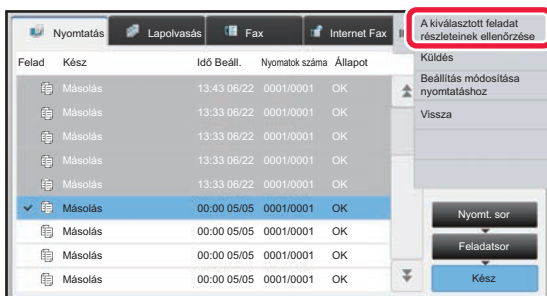 Nyomtatás Lapolvasás Fax Internet Fax
Felad Kész Idő Beáll. Nyomatok száma Állapot
Másolás 13:43 06/22 0001/0001 OK
Másolás 13:33 06/22 0001/0001 OK
Másolás 13:33 06/22 0001/0001 OK
Másolás 13:33 06/22 0001/0001 OK
Másolás 13:33 06/22 0001/0001 OK
Másolás 00:00 05/05 0001/0001 OK
Másolás 00:00 05/05 0001/0001 OK
Másolás 00:00 05/05 0001/0001 OK
Másolás 00:00 05/05 0001/0001 OK
A kiválasztott feladat
részleteinek ellenőrzése
Küldés
Beállítás módosítása
nyomtatáshoz
Vissza
Nyomt. sor
Feladatsor
Kész